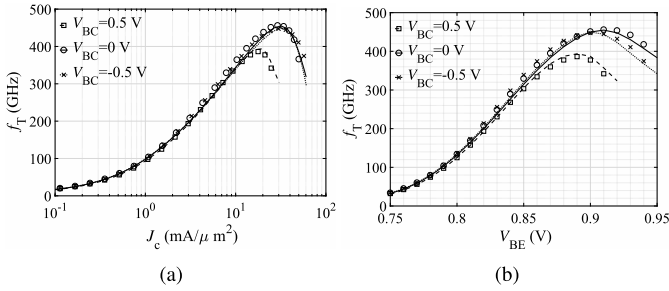 500
400
300
200
100
0
f_T (GHz)
V_BC=0.5 V
V_BC=0 V
V_BC=-0.5 V
10^-1 10^0 10^1 10^2
J_c (mA/μ m^2)
(a)
500
400
300
200
100
0
f_T (GHz)
V_BC=0.5 V
V_BC=0 V
V_BC=-0.5 V
0.75 0.8 0.85 0.9 0.95
V_BE (V)
(b)